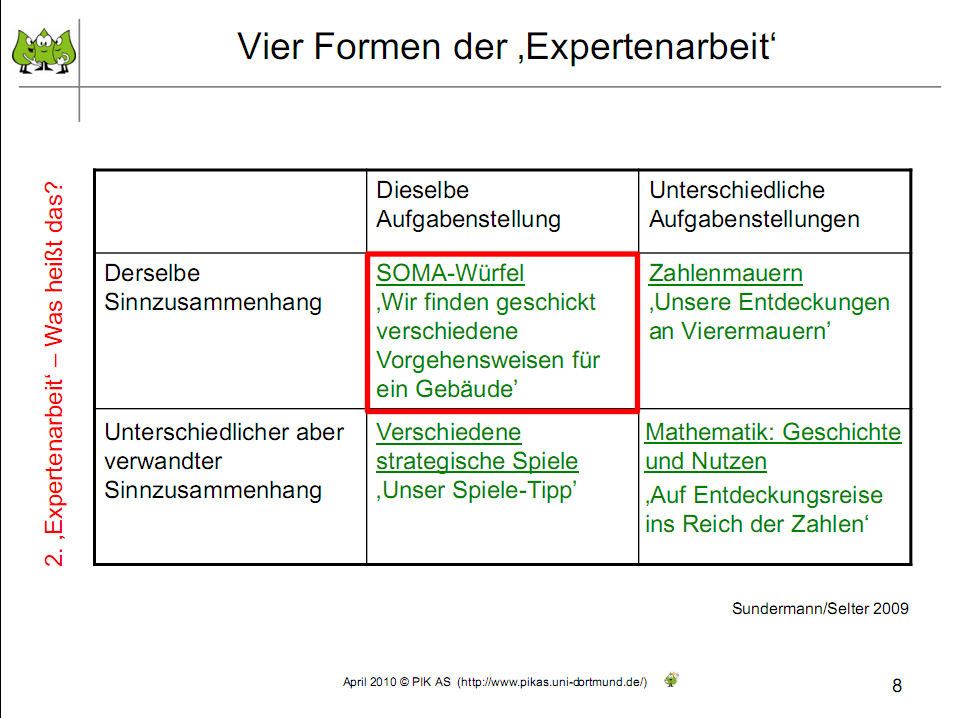 Vier Formen der ‚Expertenarbeit‘
2. ‚Expertenarbeit‘ – Was heißt das?
Dieselbe
Aufgabenstellung
Unterschiedliche
Aufgabenstellungen
Derselbe
Sinnzusammenhang
SOMA-Würfel
‚Wir finden geschickt
verschiedene
Vorgehensweisen für
ein Gebäude’
Zahlenmauern
‚Unsere Entdeckungen
an Vierermauern’
Unterschiedlicher aber
verwandter
Sinnzusammenhang
Verschiedene
strategische Spiele
‚Unser Spiele-Tipp’
Mathematik: Geschichte
und Nutzen
‚Auf Entdeckungsreise
ins Reich der Zahlen‘
Sundermann/Selter 2009
April 2010 © PIK AS (http://www.pikas.uni-dortmund.de/)
8